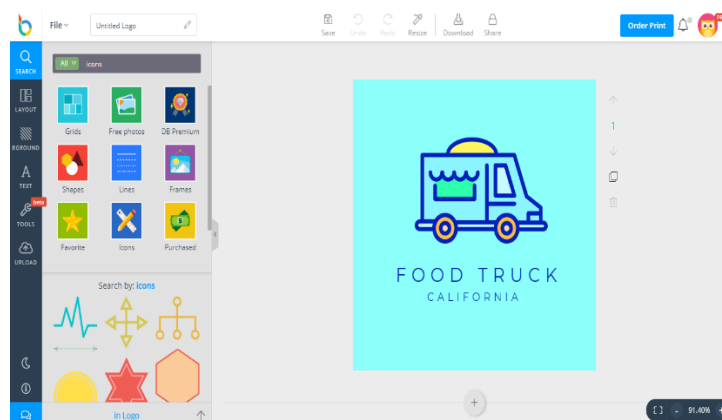 File
Untitled Logo
Save
Undo
Redo
Resize
Download
Share
Order Print
SEARCH
LAYOUT
BGROUND
TEXT
beta
TOOLS
UPLOAD
All
icons
Grids
Free photos
DB Premium
Shapes
Lines
Frames
Favorite
Icons
Purchased
Search by: icons
in Logo
FOOD TRUCK
CALIFORNIA
1
91.40%